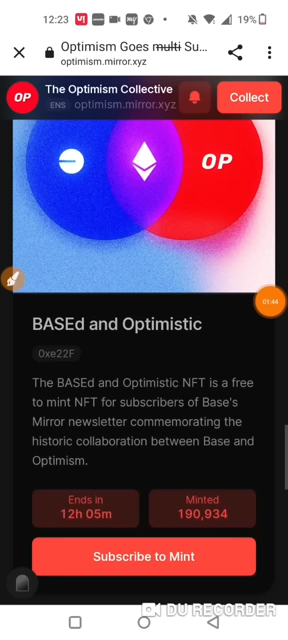 12:23
19%
Optimism Goes multi Su...
optimism.mirror.xyz
OP
The Optimism Collective
ENS optimism.mirror.xyz
Collect
OP
01:44
BASEd and Optimistic
0xe22F
The BASEd and Optimistic NFT is a free
to mint NFT for subscribers of Base's
Mirror newsletter commemorating the
historic collaboration between Base and
Optimism.
Ends in
12h 05m
Minted
190,934
Subscribe to Mint
DU RECORDER